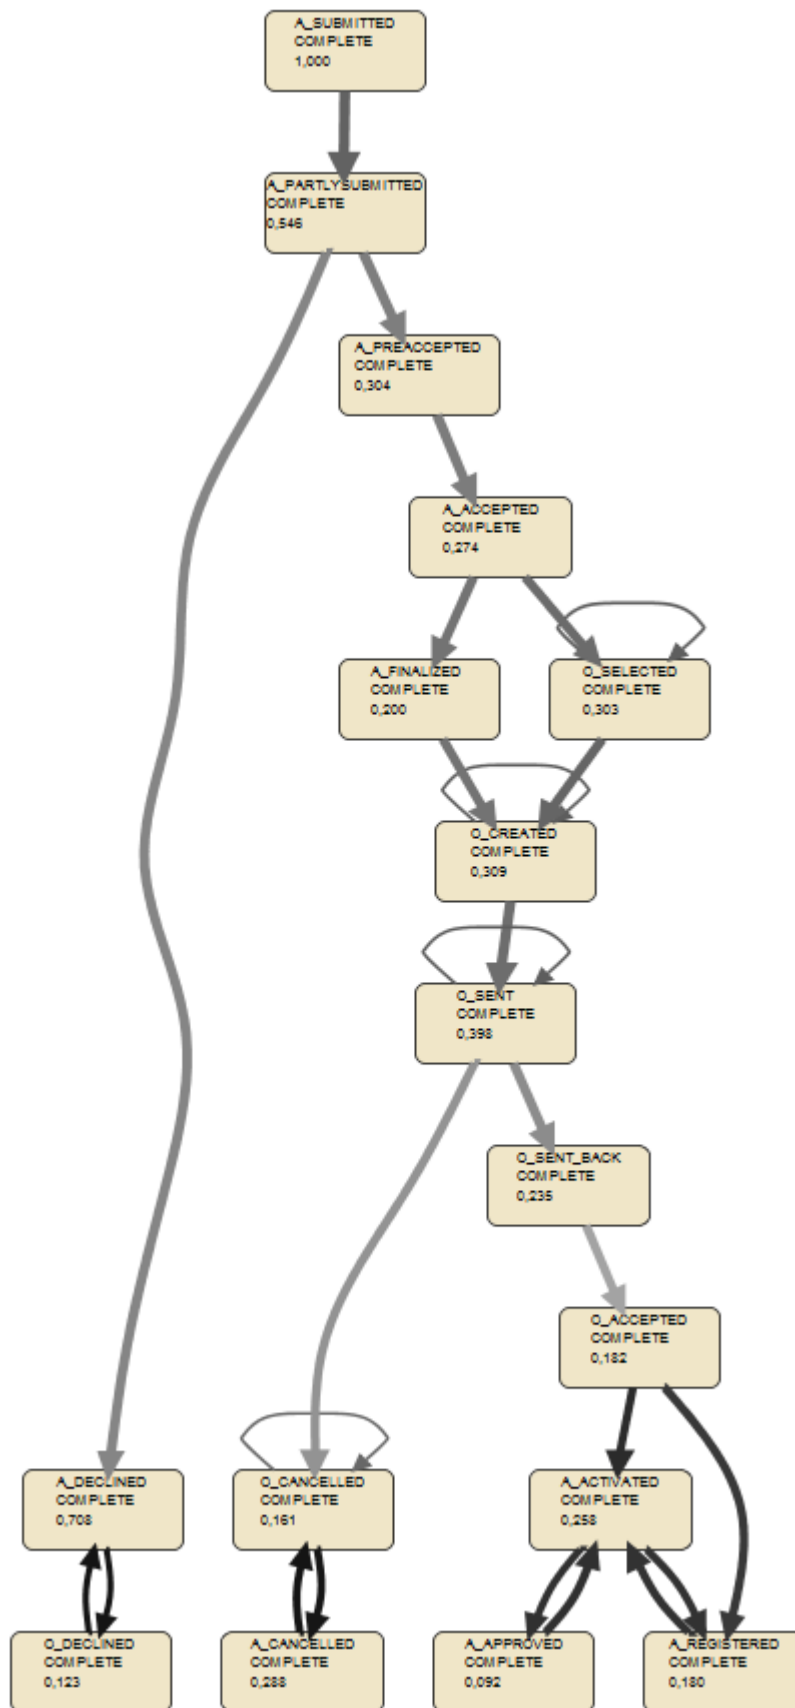 A_SUBMITTED
COMPLETE
1,000
A_PARTLYSUBMITTED
COMPLETE
0,546
A_PREACCEPTED
COMPLETE
0,304
A_ACCEPTED
COMPLETE
0,274
A_FINALIZED
COMPLETE
0,200
O_SELECTED
COMPLETE
0,303
O_CREATED
COMPLETE
0,309
O_SENT
COMPLETE
0,398
O_SENT_BACK
COMPLETE
0,235
O_ACCEPTED
COMPLETE
0,182
A_DECLINED
COMPLETE
0,708
O_CANCELLED
COMPLETE
0,161
A_ACTIVATED
COMPLETE
0,258
O_DECLINED
COMPLETE
0,123
A_CANCELLED
COMPLETE
0,288
A_APPROVED
COMPLETE
0,092
A_REGISTERED
COMPLETE
0,180